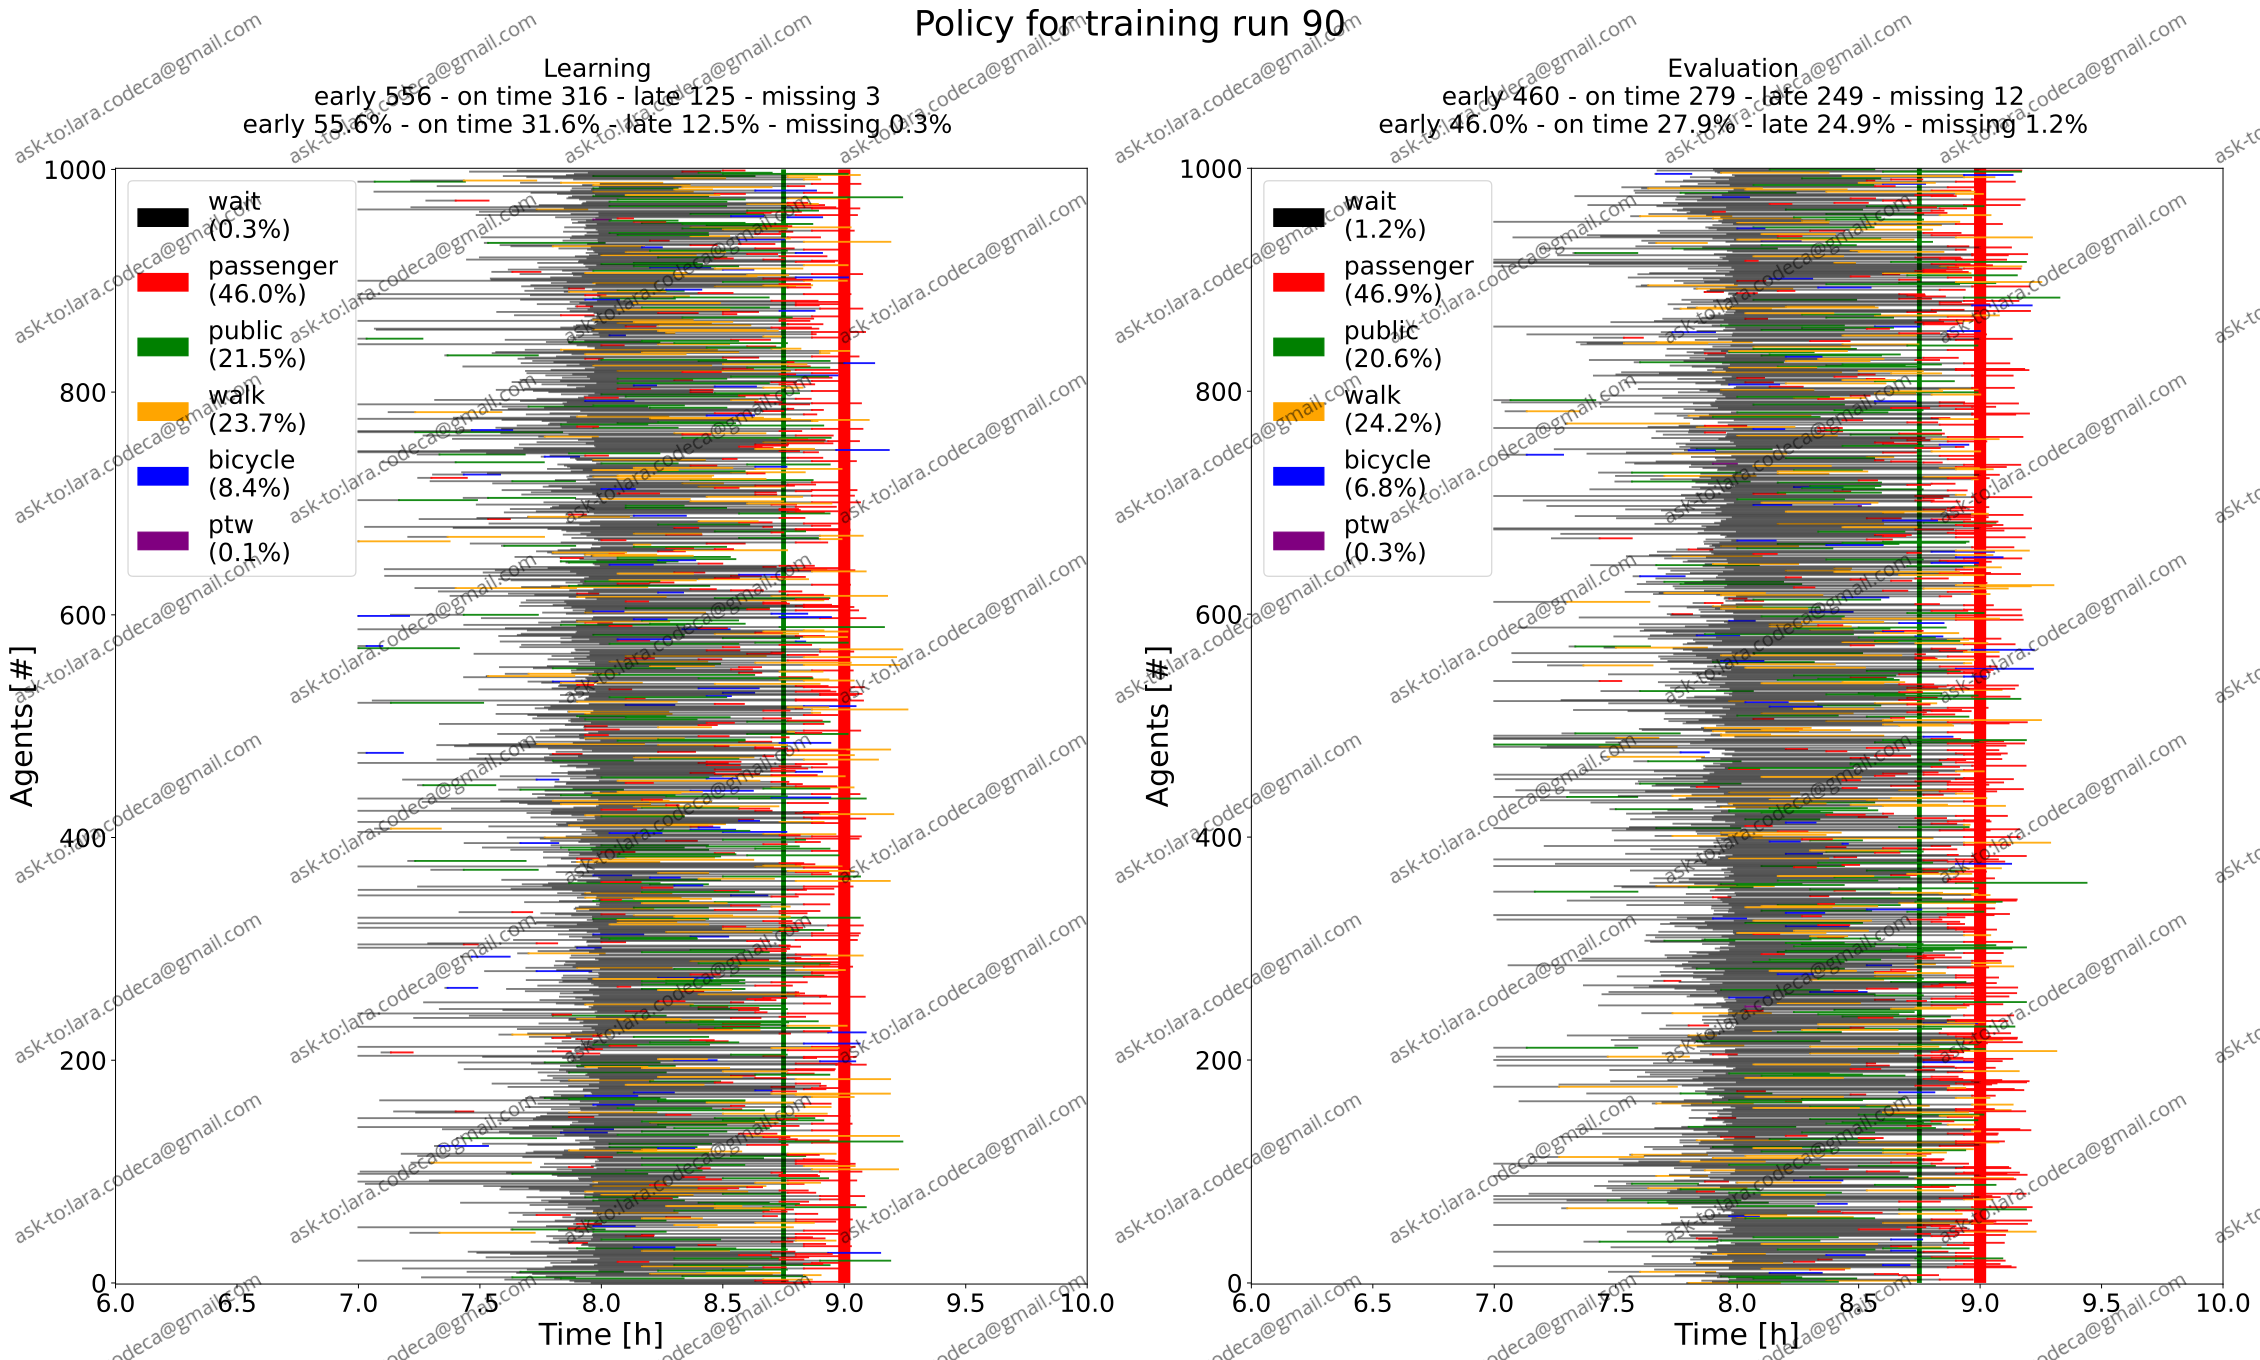 Policy for training run 90
Learning
early 556 - on time 316 - late 125 - missing 3
early 55.6% - on time 31.6% - late 12.5% - missing 0.3%
Evaluation
early 460 - on time 279 - late 249 - missing 12
early 46.0% - on time 27.9% - late 24.9% - missing 1.2%
Agents [#]
1000
800
600
400
200
0
wait
(0.3%)
passenger
(46.0%)
public
(21.5%)
walk
(23.7%)
bicycle
(8.4%)
ptw
(0.1%)
6.0 6.5 7.0 7.5 8.0 8.5 9.0 9.5 10.0
Time [h]
Agents [#]
1000
800
600
400
200
0
wait
(1.2%)
passenger
(46.9%)
public
(20.6%)
walk
(24.2%)
bicycle
(6.8%)
ptw
(0.3%)
6.0 6.5 7.0 7.5 8.0 8.5 9.0 9.5 10.0
Time [h]
ask-to:lara.codeca@gmail.com